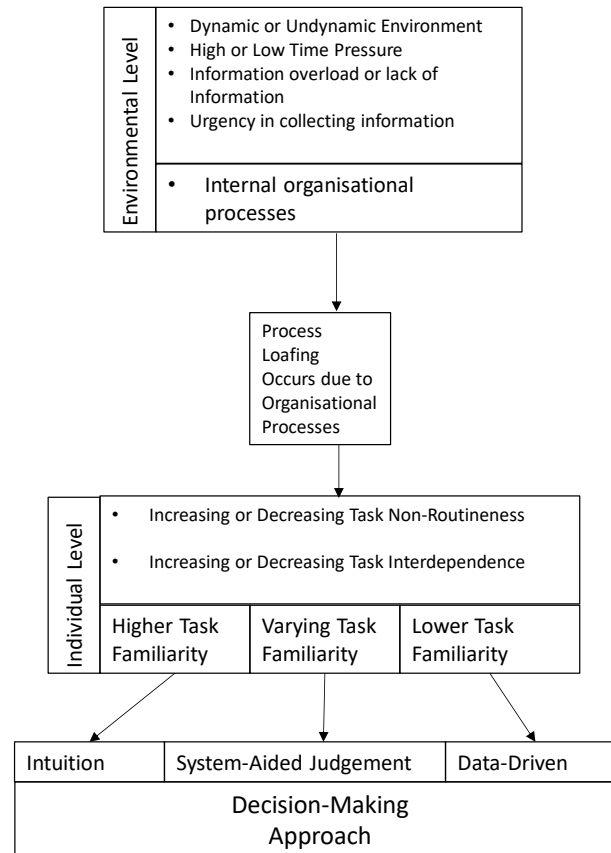 Environmental Level
• Dynamic or Undynamic Environment
• High or Low Time Pressure
• Information overload or lack of
Information
• Urgency in collecting information
• Internal organisational
processes
Process
Loafing
Occurs due to
Organisational
Processes
Individual Level
• Increasing or Decreasing Task Non-Routineness
• Increasing or Decreasing Task Interdependence
Higher Task
Familiarity
Varying Task
Familiarity
Lower Task
Familiarity
Intuition
System-Aided Judgement
Data-Driven
Decision-Making
Approach